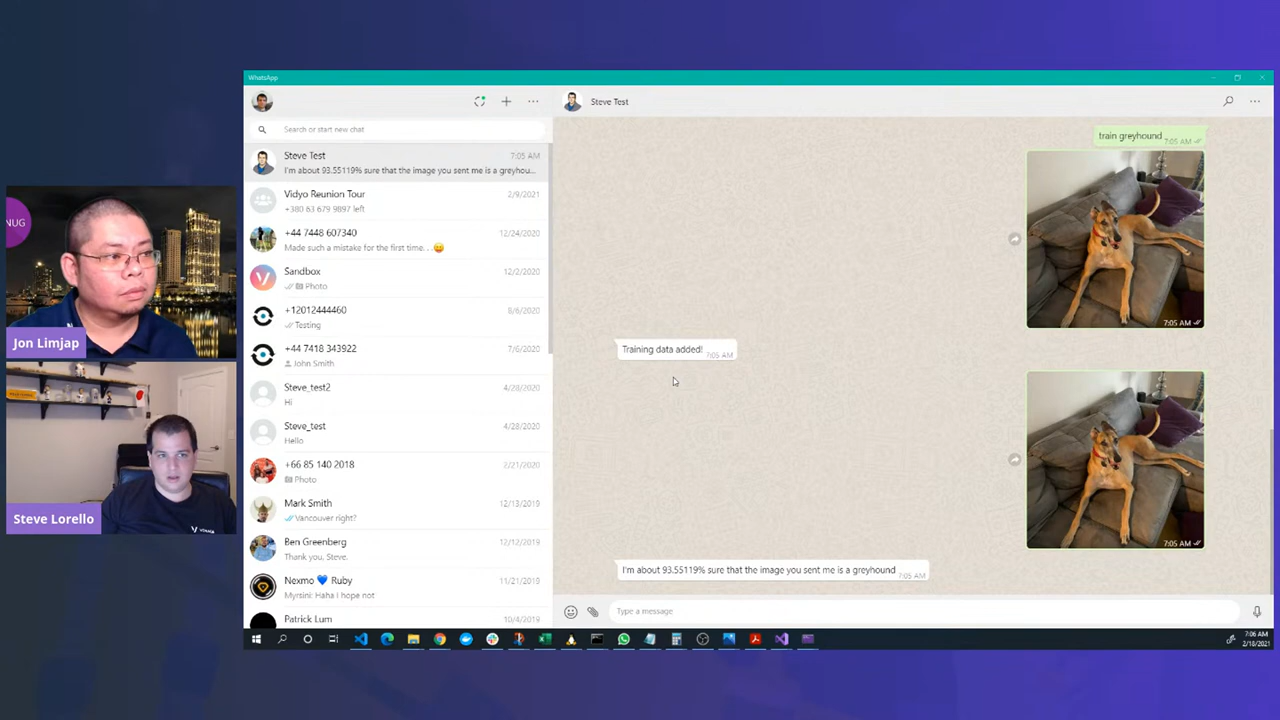 WhatsApp
Search or start new chat
Steve Test
7:05 AM
I'm about 93.55119% sure that the image you sent me is a greyhou...
Vidyo Reunion Tour
2/9/2021
+380 63 679 9897 left
+44 7448 607340
12/24/2020
Made such a mistake for the first time. . .😄
Sandbox
12/2/2020
Photo
+12012444460
8/6/2020
Testing
+44 7418 343922
7/6/2020
John Smith
Steve_test2
4/28/2020
Hi
Steve_test
4/28/2020
Hello
+66 85 140 2018
2/21/2020
Photo
Mark Smith
12/13/2019
Vancouver right?
Ben Greenberg
12/12/2019
Thank you, Steve.
Nexmo 💙 Ruby
11/21/2019
Myrsini: Haha I hope not
Patrick Lum
10/4/2019
Steve Test
train greyhound
7:05 AM
7:05 AM
Training data added!
7:05 AM
7:05 AM
I'm about 93.55119% sure that the image you sent me is a greyhound
7:05 AM
Type a message
7:06 AM
2/10/2021
NUG
Jon Limjap
Steve Lorello